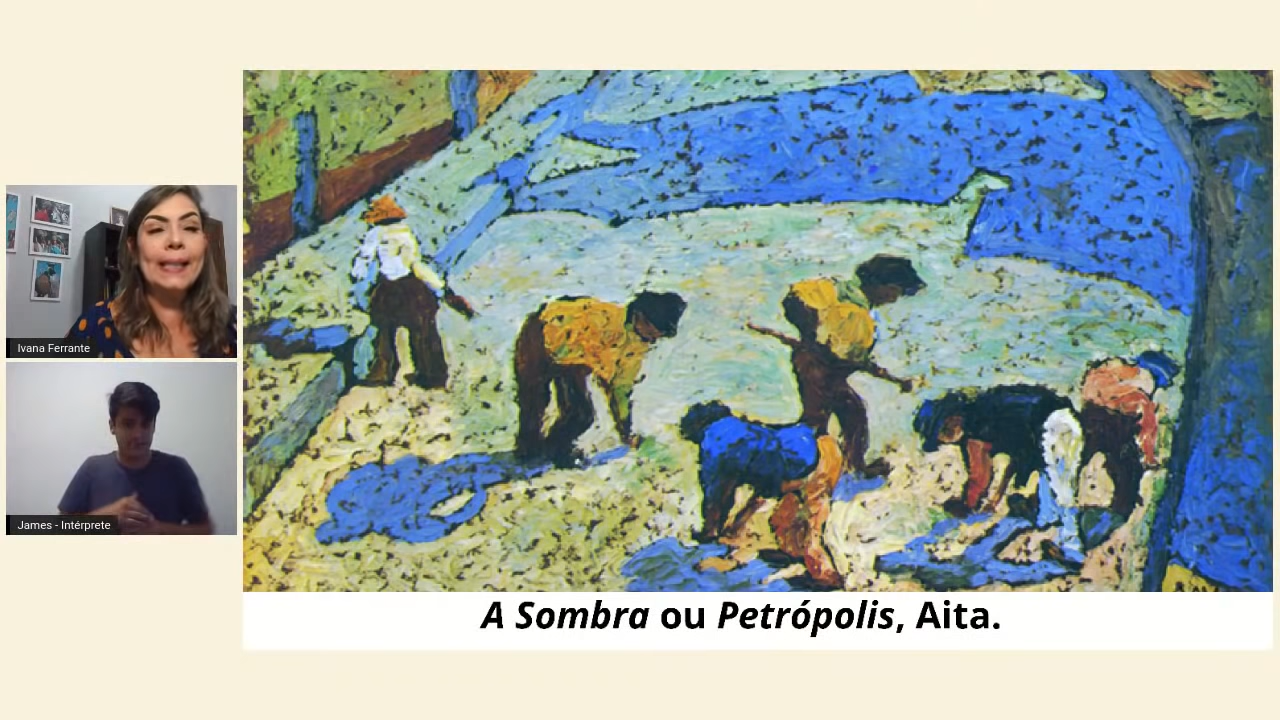 Ivana Ferrante
James - Intérprete
A Sombra ou Petrópolis, Aita.